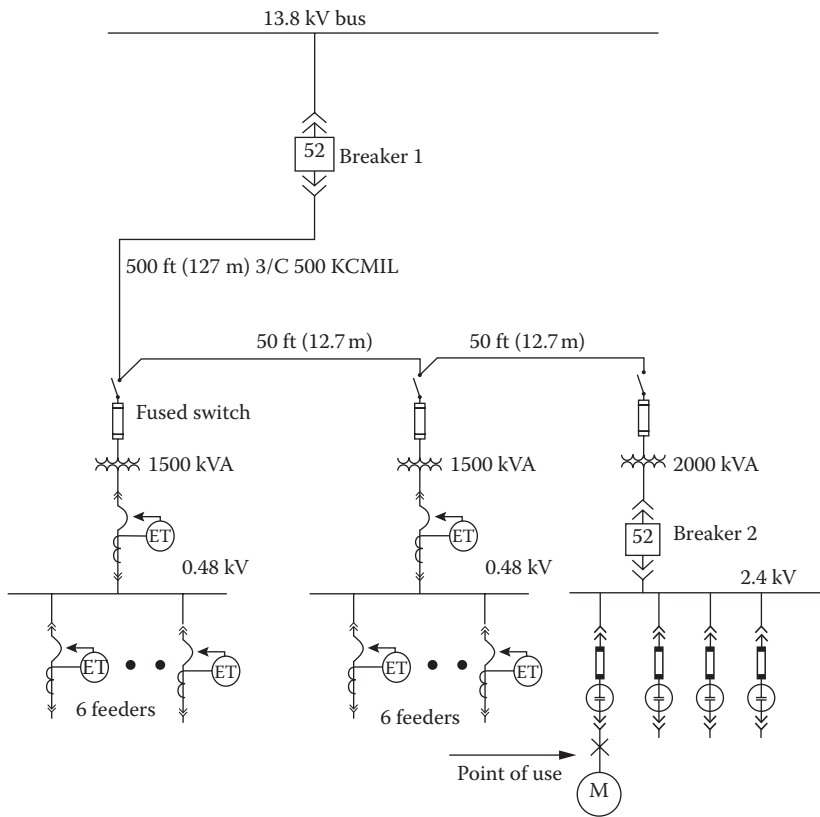 13.8 kV bus
52
Breaker 1
500 ft (127 m) 3/C 500 KCMIL
50 ft (12.7 m)
50 ft (12.7 m)
Fused switch
1500 kVA
1500 kVA
2000 kVA
ET
ET
52
Breaker 2
0.48 kV
0.48 kV
2.4 kV
ET
ET
ET
ET
6 feeders
6 feeders
Point of use
M